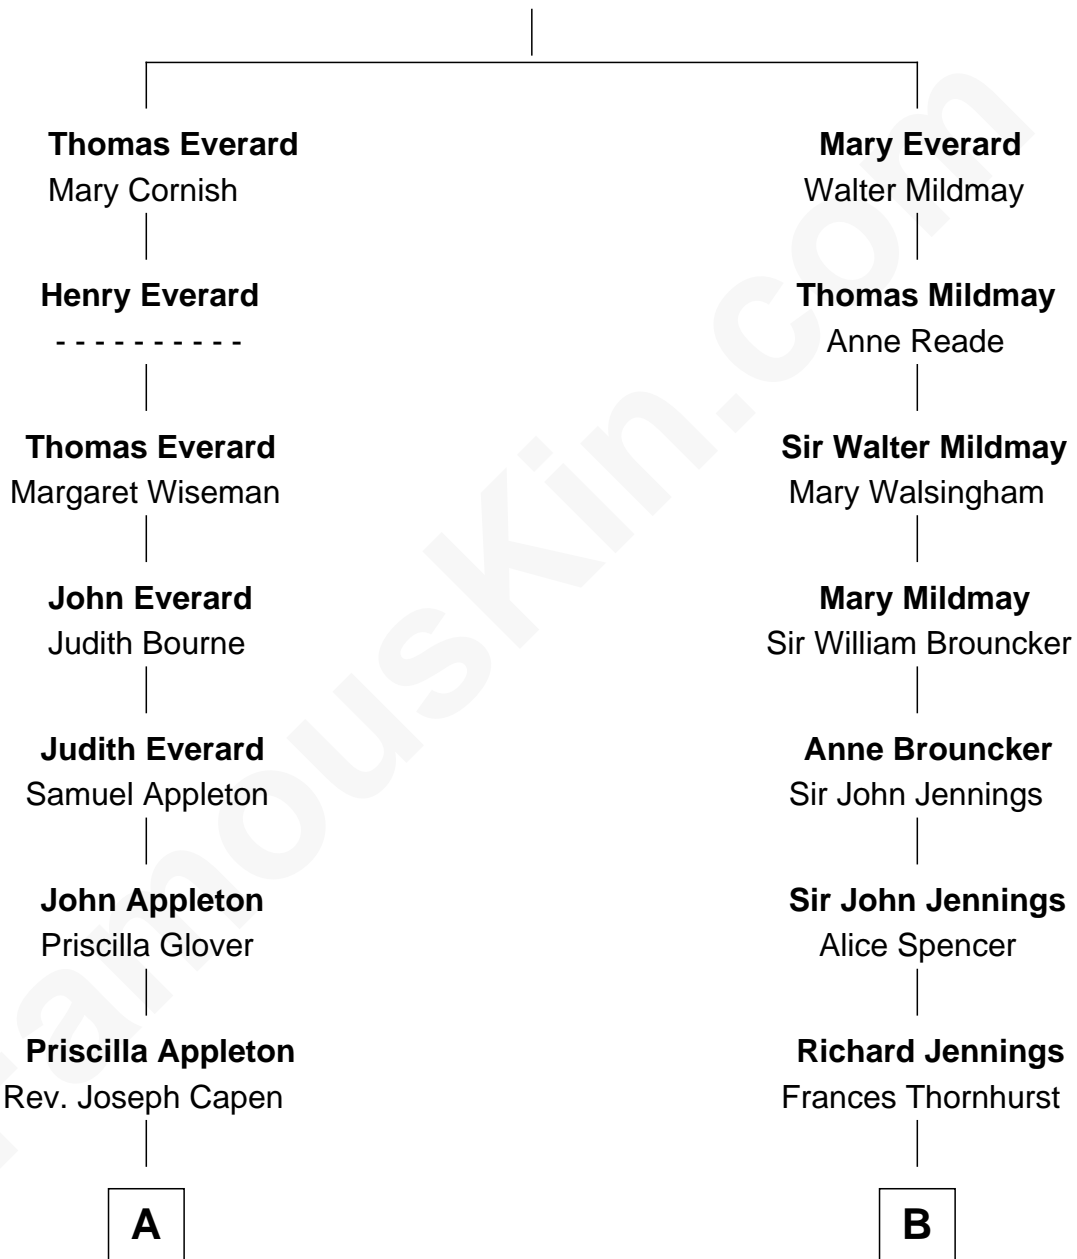 Thomas Everard
Mary Cornish
Mary Everard
Walter Mildmay
Henry Everard
- - - - - - - - - -
Thomas Mildmay
Anne Reade
Thomas Everard
Margaret Wiseman
Sir Walter Mildmay
Mary Walsingham
John Everard
Judith Bourne
Mary Mildmay
Sir William Brouncker
Judith Everard
Samuel Appleton
Anne Brouncker
Sir John Jennings
John Appleton
Priscilla Glover
Sir John Jennings
Alice Spencer
Priscilla Appleton
Rev. Joseph Capen
Richard Jennings
Frances Thornhurst
A
B
famousKin.com